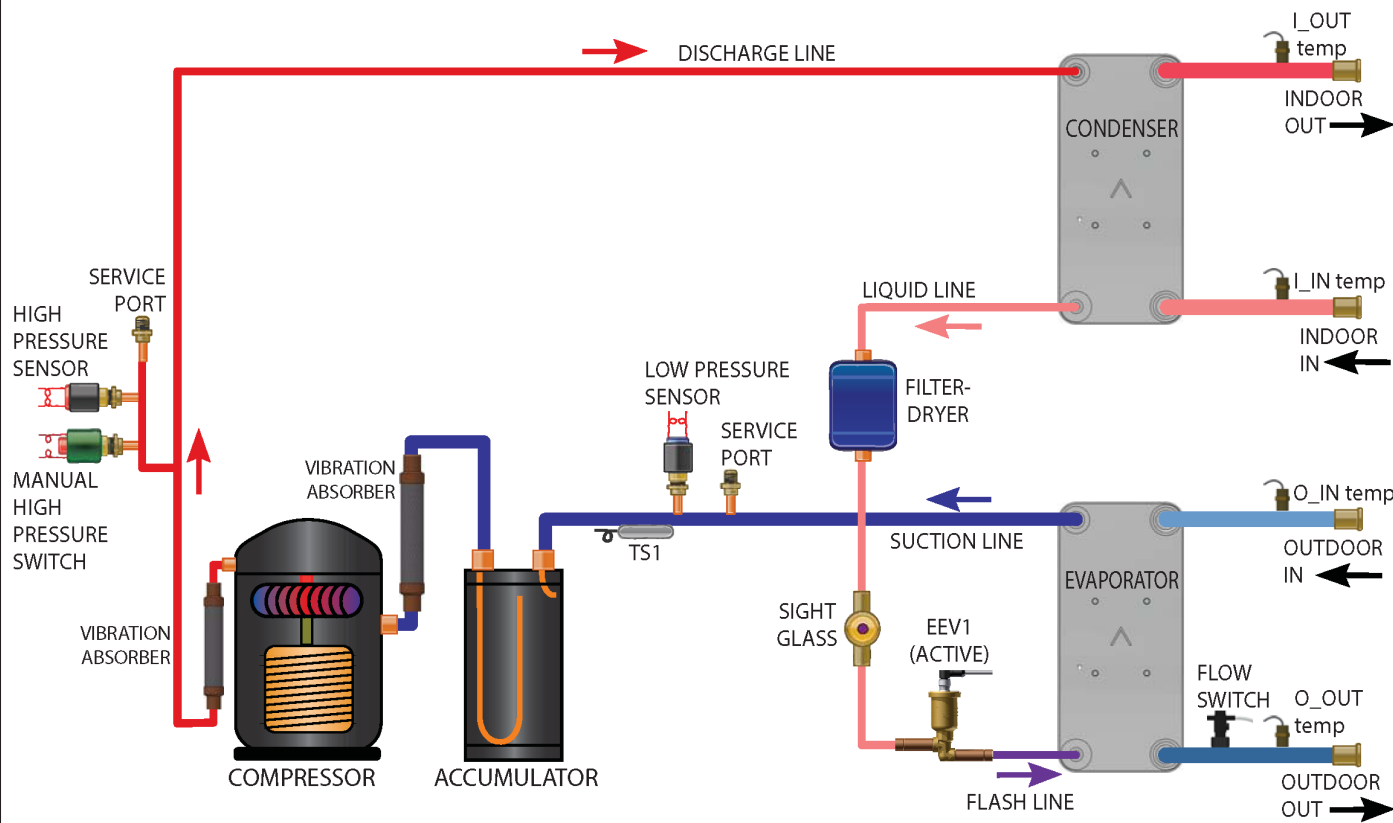 I_OUT
temp
DISCHARGE LINE
INDOOR
OUT
CONDENSER
SERVICE
PORT
HIGH
PRESSURE
SENSOR
LIQUID LINE
I_IN temp
INDOOR
IN
LOW PRESSURE
SENSOR
FILTER-
DRYER
SERVICE
PORT
VIBRATION
ABSORBER
MANUAL
HIGH
PRESSURE
SWITCH
O_IN temp
TS1
SUCTION LINE
OUTDOOR
IN
EVAPORATOR
SIGHT
GLASS
EEV1
(ACTIVE)
VIBRATION
ABSORBER
FLOW
SWITCH
O_OUT
temp
COMPRESSOR
ACCUMULATOR
FLASH LINE
OUTDOOR
OUT